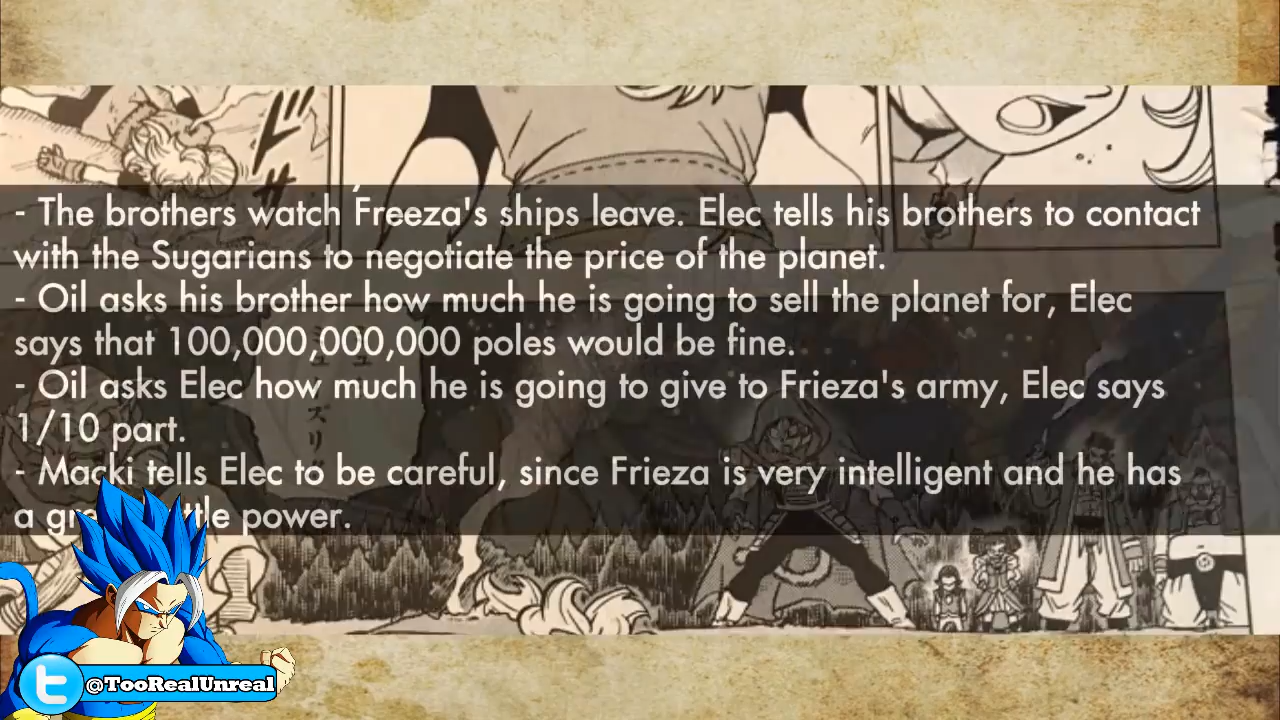 - The brothers watch Freeza's ships leave. Elec tells his brothers to contact
with the Sugarians to negotiate the price of the planet.
- Oil asks his brother how much he is going to sell the planet for, Elec
says that 100,000,000,000 poles would be fine.
- Oil asks Elec how much he is going to give to Frieza's army, Elec says
1/10 part.
- Macki tells Elec to be careful, since Frieza is very intelligent and he has
a power.
@TooRealUnreal